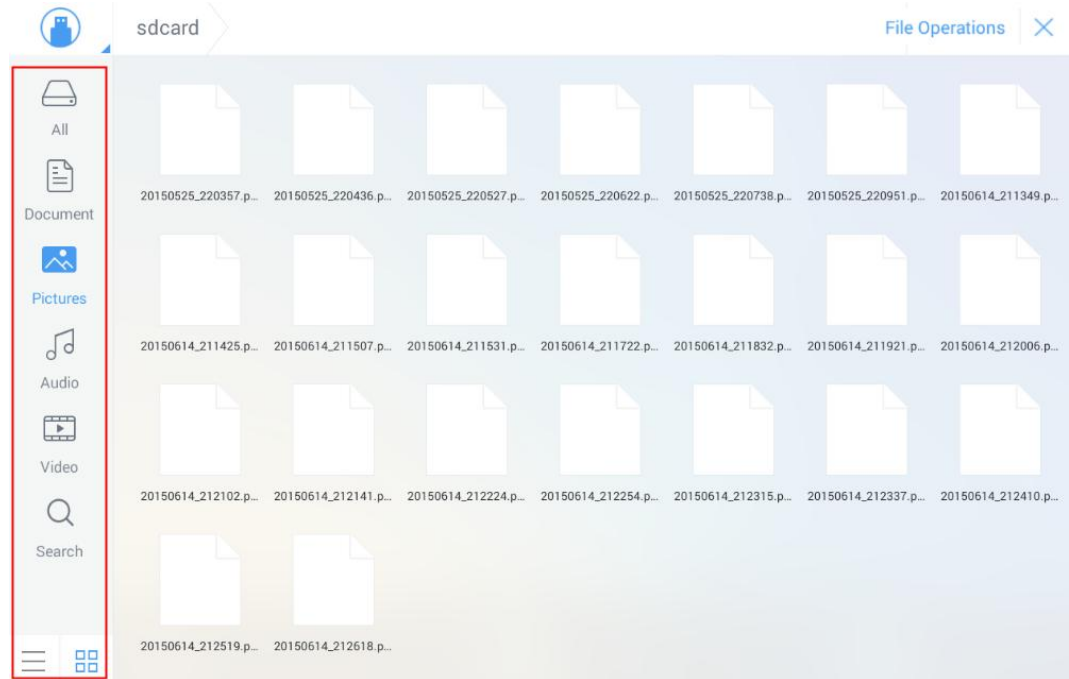 sdcard
File Operations
All
Document
Pictures
Audio
Video
Search
20150525_220357.p... 20150525_220436.p... 20150525_220527.p... 20150525_220622.p... 20150525_220738.p... 20150525_220951.p... 20150614_211349.p...
20150614_211425.p... 20150614_211507.p... 20150614_211531.p... 20150614_211722.p... 20150614_211832.p... 20150614_211921.p... 20150614_212006.p...
20150614_212102.p... 20150614_212141.p... 20150614_212224.p... 20150614_212254.p... 20150614_212315.p... 20150614_212337.p... 20150614_212410.p...
20150614_212519.p... 20150614_212618.p...